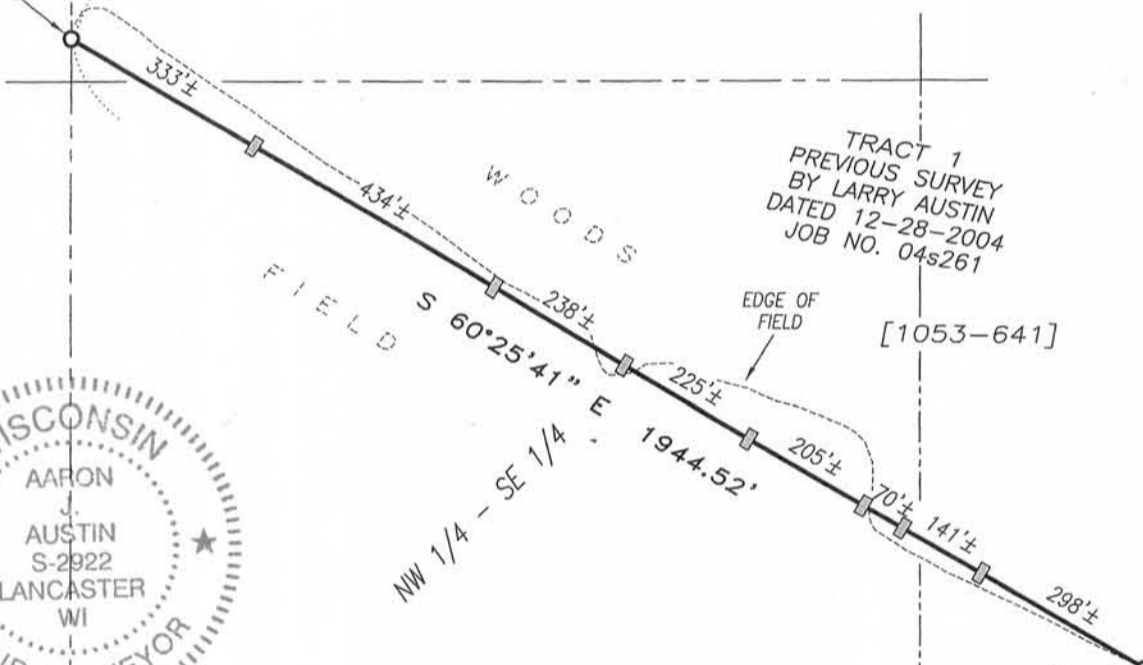 333'±
434'±
WOODS
TRACT 1
PREVIOUS SURVEY
BY LARRY AUSTIN
DATED 12-28-2004
JOB NO. 04s261
FIELD
238'±
EDGE OF
FIELD
[1053-641]
S 60°25'41" E 1944.52'
225'±
205'±
70'±
141'±
298'±
NW 1/4 - SE 1/4
AARON
J.
AUSTIN
S-2922
LANCASTER
WI